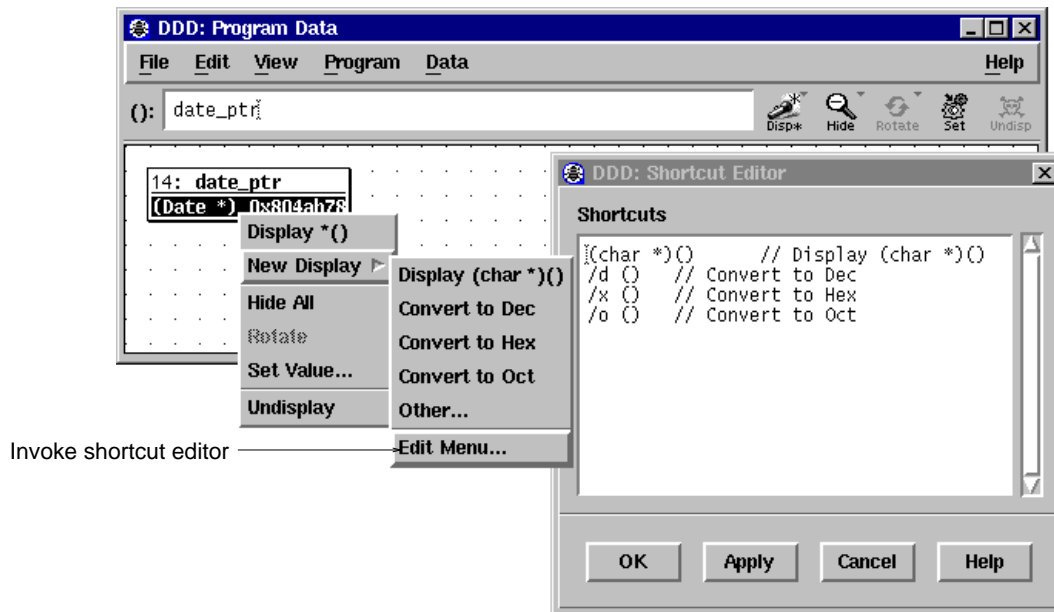 DDD: Program Data
File Edit View Program Data Help
(): date_ptr
Disp* Hide Rotate Set Undisp
14: date_ptr
(Date *) 0x804ab78
Display *()
New Display
Hide All
Rotate
Set Value...
Undisplay
Display (char *)()
Convert to Dec
Convert to Hex
Convert to Oct
Other...
Edit Menu...
Invoke shortcut editor
DDD: Shortcut Editor
Shortcuts
(char *)() // Display (char *)()
/d () // Convert to Dec
/x () // Convert to Hex
/o () // Convert to Oct
OK Apply Cancel Help